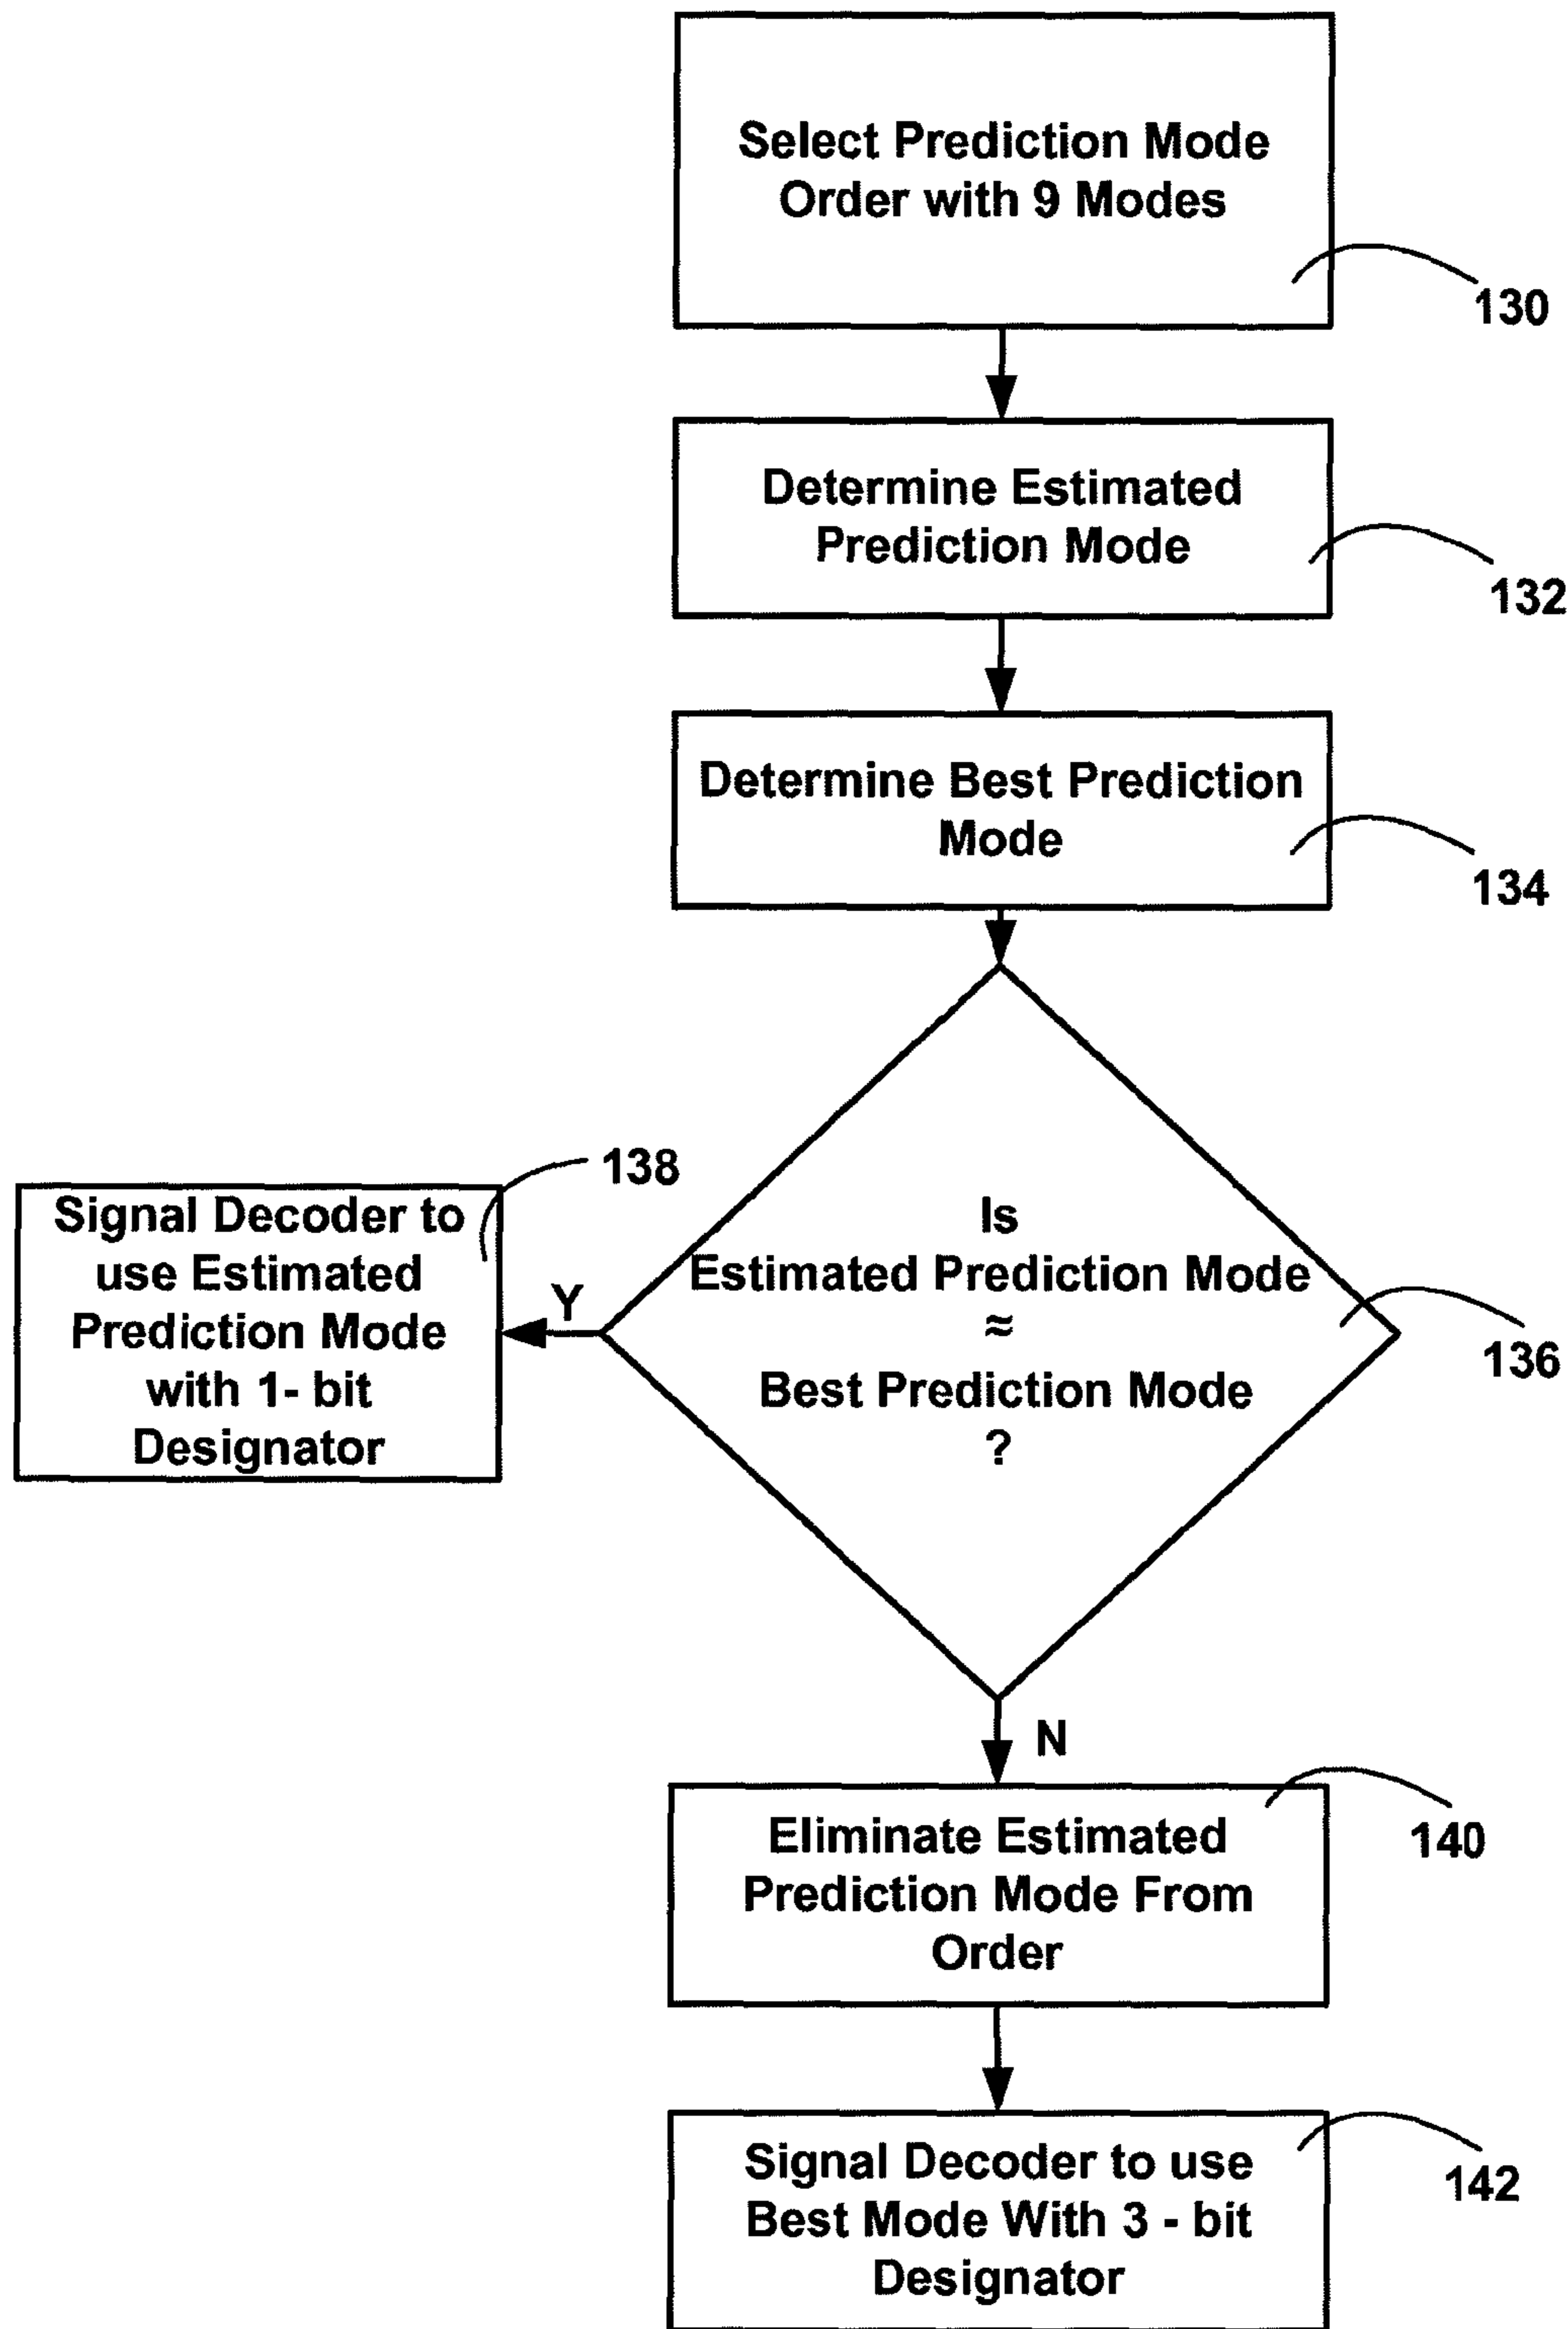 Select Prediction Mode
Order with 9 Modes
130
Determine Estimated
Prediction Mode
132
Determine Best Prediction
Mode
134
138
Signal Decoder to
use Estimated
Prediction Mode
with 1- bit
Designator
Y
Is
Estimated Prediction Mode
≈
Best Prediction Mode
?
136
N
Eliminate Estimated
Prediction Mode From
Order
140
Signal Decoder to use
Best Mode With 3 - bit
Designator
142